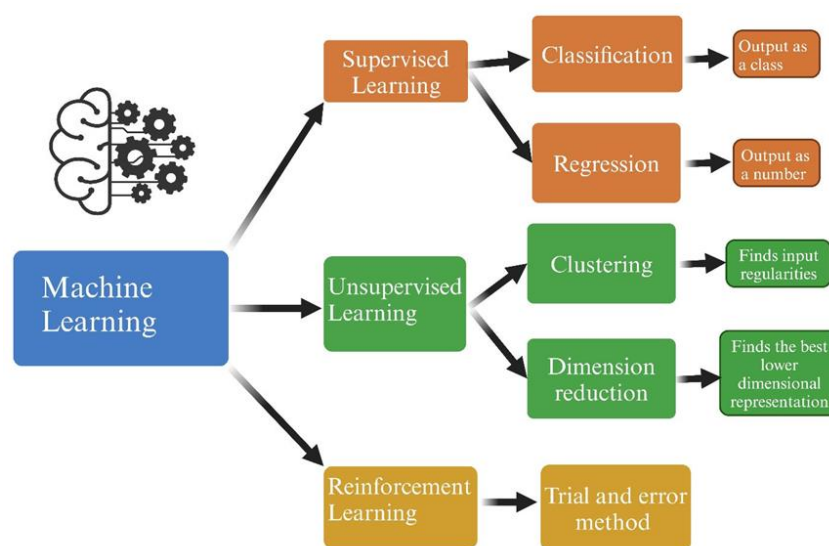 Supervised
Learning
Classification
Output as
a class
Regression
Output as
a number
Machine
Learning
Unsupervised
Learning
Clustering
Finds input
regularities
Dimension
reduction
Finds the best
lower
dimensional
representation
Reinforcement
Learning
Trial and error
method